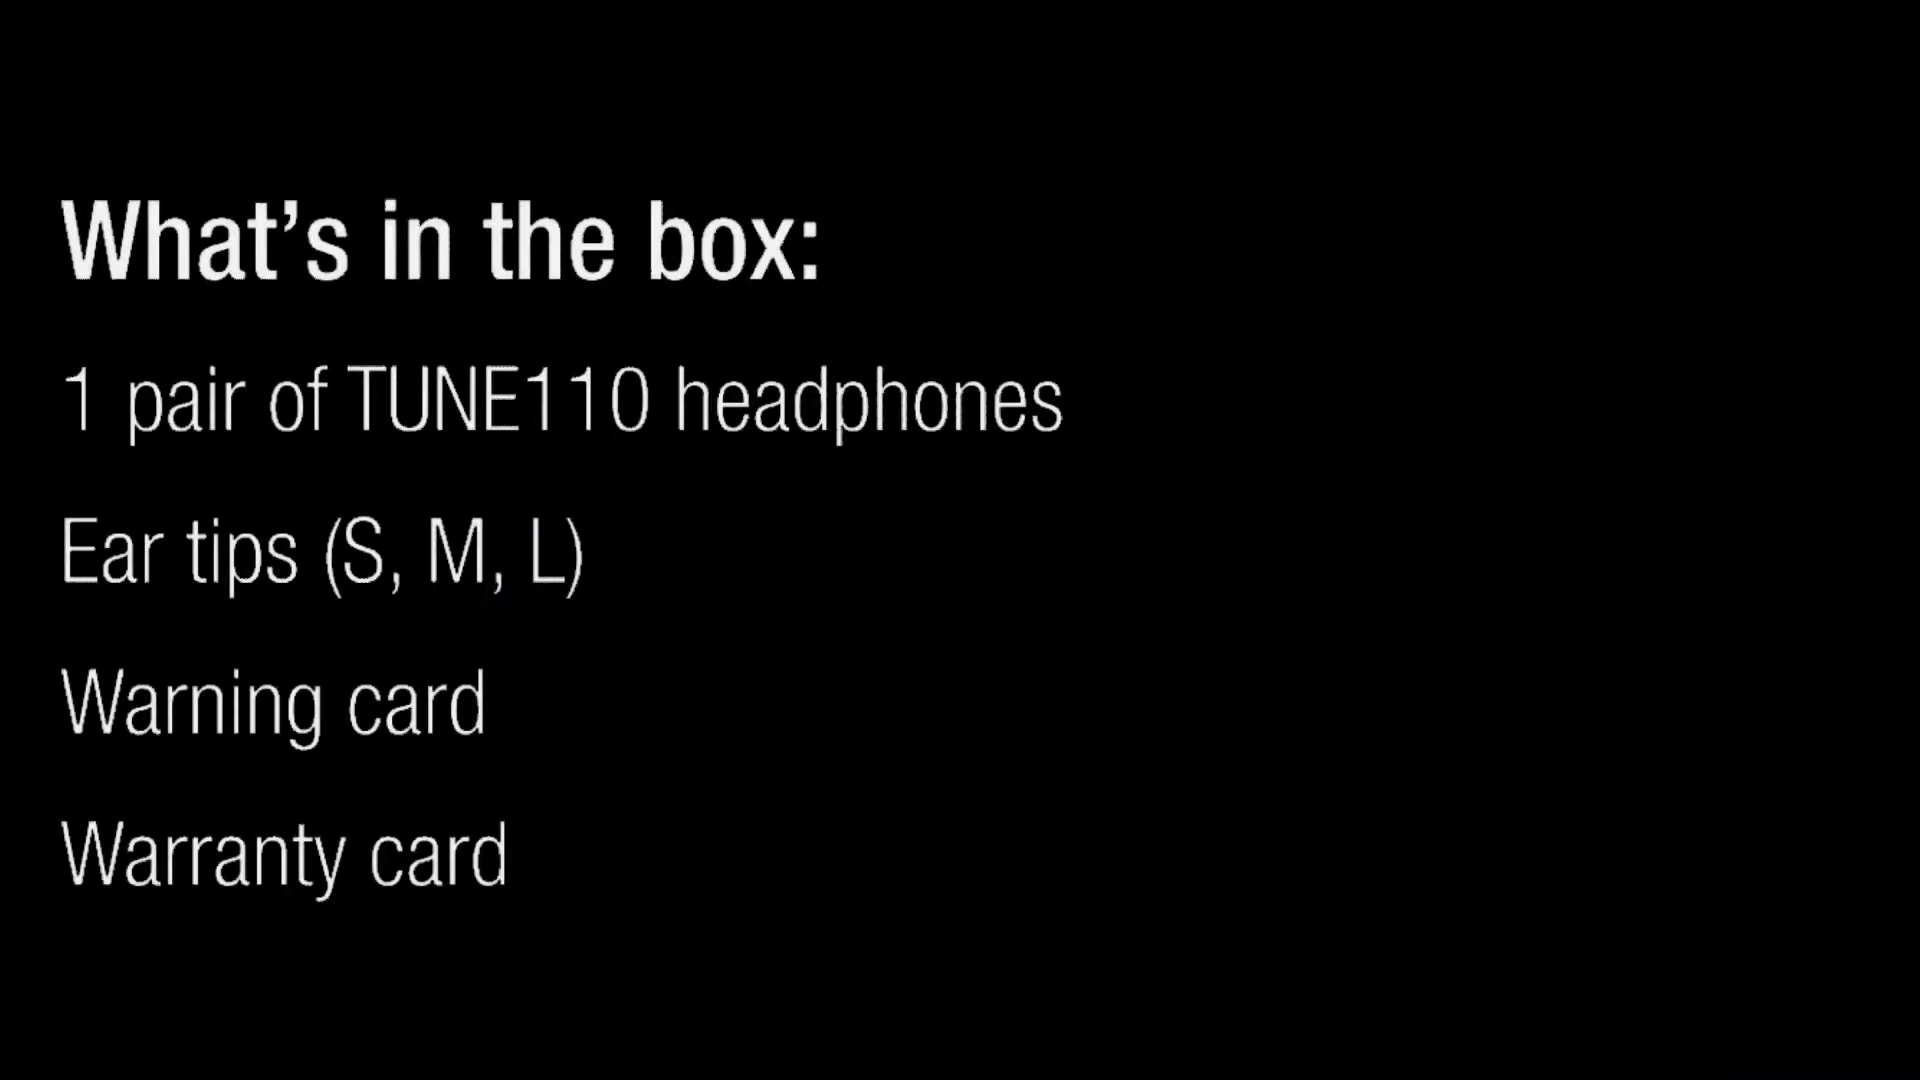 What’s in the box:
1 pair of TUNE110 headphones
Ear tips (S, M, L)
Warning card
Warranty card